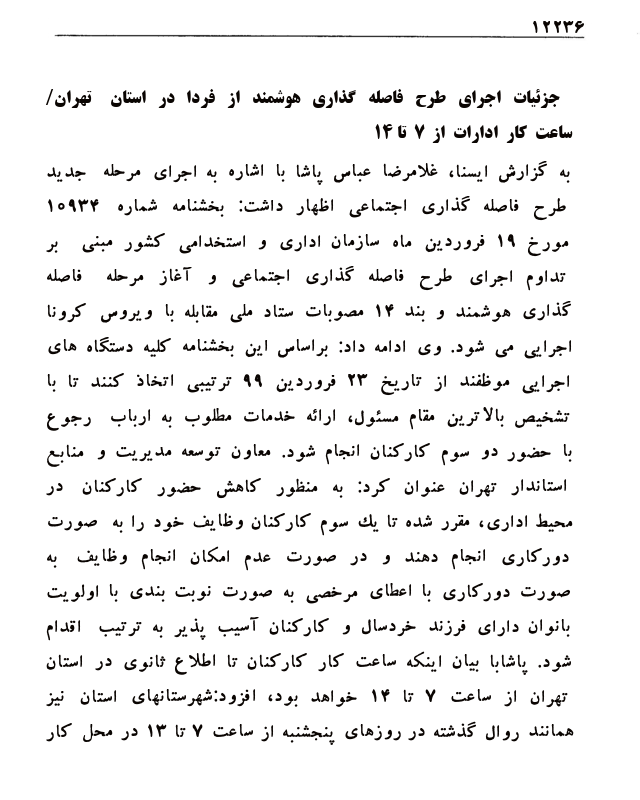 ۱۲۲۳۶
جزئیات اجرای طرح فاصله گذاری هوشمند از فردا در استان تهران/
ساعت کار ادارات از ۷ تا ۱۴
به گزارش ایسنا، غلامرضا عباس پاشا با اشاره به اجرای مرحله جدید
طرح فاصله گذاری اجتماعی اظهار داشت: بخشنامه شماره ۱۰۹۳۴
مورخ ۱۹ فروردین ماه سازمان اداری و استخدامی کشور مبنی بر
تداوم اجرای طرح فاصله گذاری اجتماعی و آغاز مرحله فاصله
گذاری هوشمند و بند ۱۴ مصوبات ستاد ملی مقابله با ویروس کرونا
اجرایی می شود. وی ادامه داد: براساس این بخشنامه کلیه دستگاه های
اجرایی موظفند از تاریخ ۲۳ فروردین ۹۹ ترتیبی اتخاذ کنند تا با
تشخیص بالاترین مقام مسئول، ارائه خدمات مطلوب به ارباب رجوع
با حضور دو سوم کارکنان انجام شود. معاون توسعه مدیریت و منابع
استاندار تهران عنوان کرد: به منظور کاهش حضور کارکنان در
محیط اداری، مقرر شده تا یك سوم کارکنان وظایف خود را به صورت
دورکاری انجام دهند و در صورت عدم امکان انجام وظایف به
صورت دورکاری با اعطای مرخصی به صورت نوبت بندی با اولویت
بانوان دارای فرزند خردسال و کارکنان آسیب پذیر به ترتیب اقدام
شود. پاشابا بیان اینکه ساعت کار کارکنان تا اطلاع ثانوی در استان
تهران از ساعت ۷ تا ۱۴ خواهد بود، افزود:شهرستانهای استان نیز
همانند روال گذشته در روزهای پنجشنبه از ساعت ۷ تا ۱۳ در محل کار